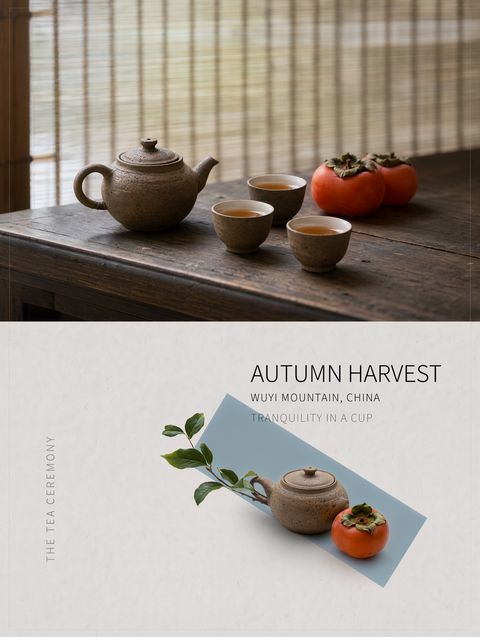 AUTUMN HARVEST
WUYI MOUNTAIN, CHINA
TRANQUILITY IN A CUP
THE TEA CEREMONY